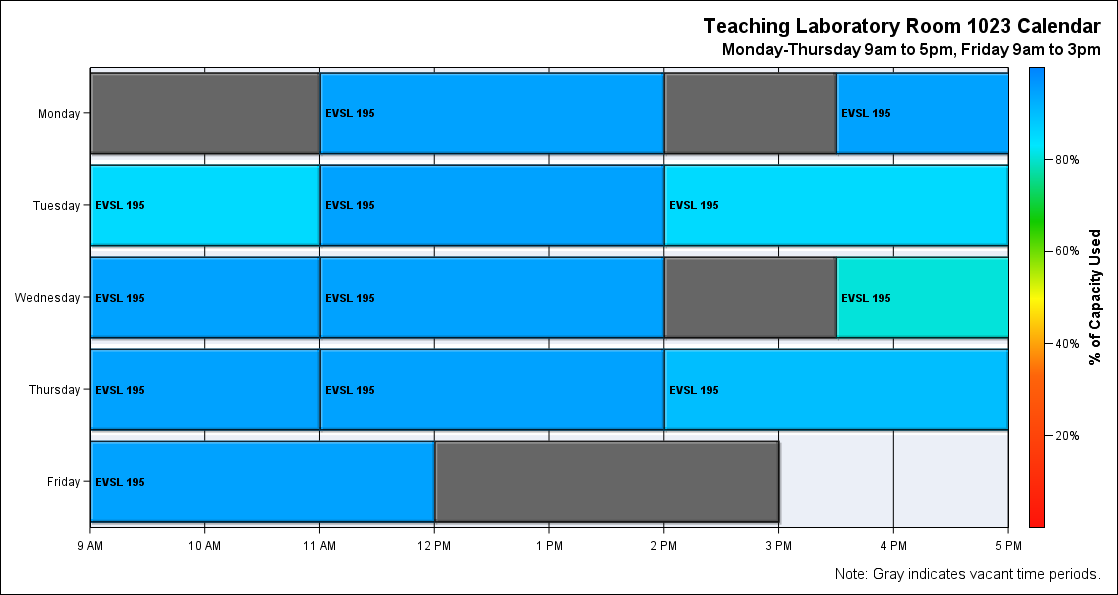 Teaching Laboratory Room 1023 Calendar
Monday-Thursday 9am to 5pm, Friday 9am to 3pm
Monday
EVSL 195
EVSL 195
Tuesday
EVSL 195
EVSL 195
EVSL 195
Wednesday
EVSL 195
EVSL 195
EVSL 195
Thursday
EVSL 195
EVSL 195
EVSL 195
Friday
EVSL 195
9 AM
10 AM
11 AM
12 PM
1 PM
2 PM
3 PM
4 PM
5 PM
80%
60%
40%
20%
% of Capacity Used
Note: Gray indicates vacant time periods.